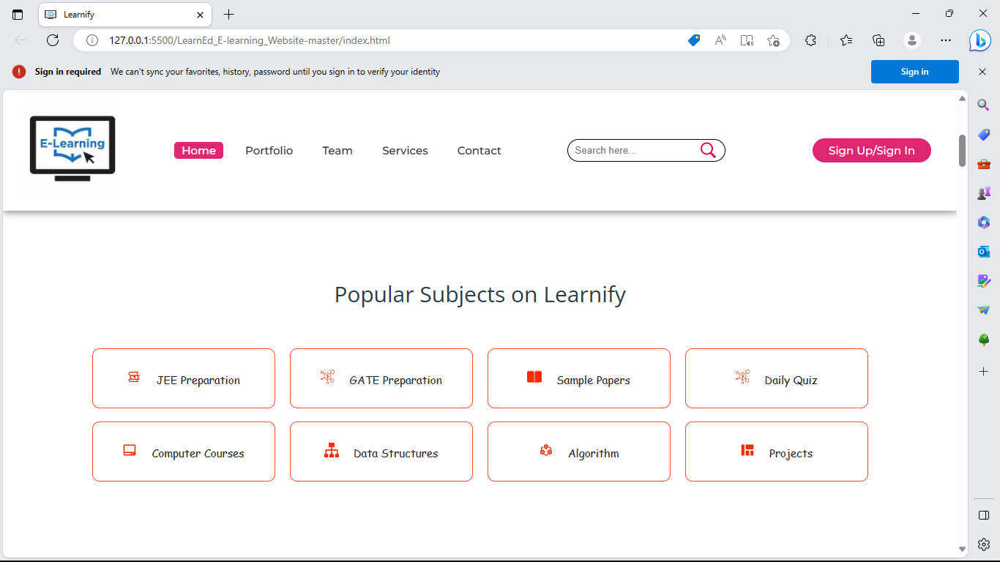 Learnify
127.0.0.1:5500/LearnEd_E-learning_Website-master/index.html
Sign in required We can't sync your favorites, history, password until you sign in to verify your identity
Sign in
E-Learning
Home Portfolio Team Services Contact
Search here...
Sign Up/Sign In
Popular Subjects on Learnify
JEE Preparation
GATE Preparation
Sample Papers
Daily Quiz
Computer Courses
Data Structures
Algorithm
Projects